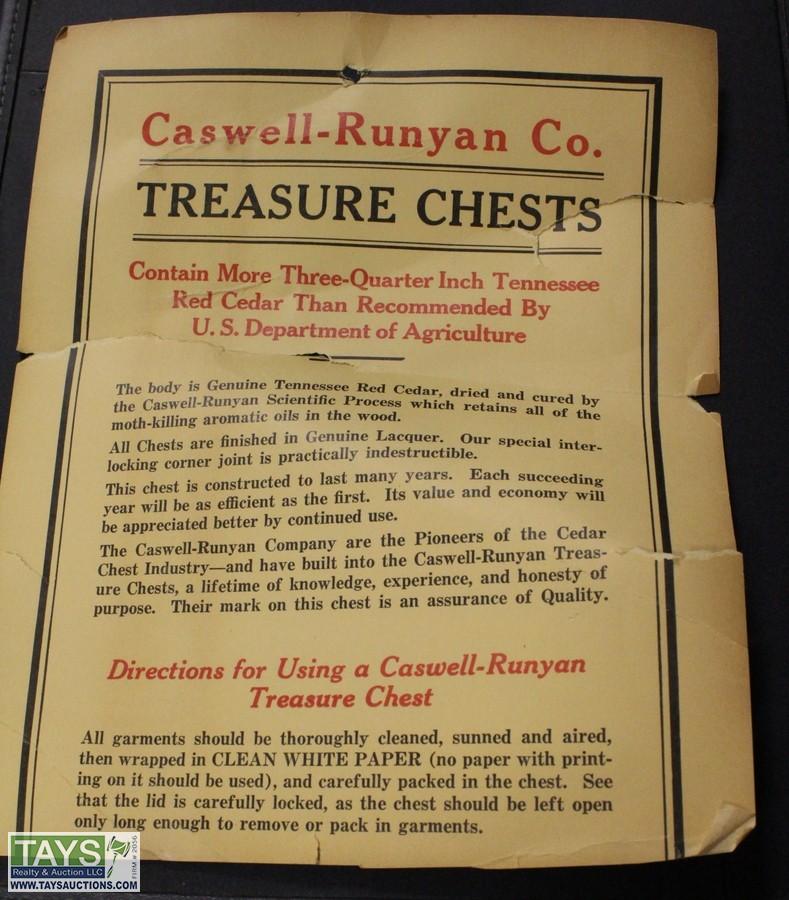 Caswell-Runyan Co.
TREASURE CHESTS
Contain More Three-Quarter Inch Tennessee
Red Cedar Than Recommended By
U. S. Department of Agriculture
The body is Genuine Tennessee Red Cedar, dried and cured by
the Caswell-Runyan Scientific Process which retains all of the
moth-killing aromatic oils in the wood.
All Chests are finished in Genuine Lacquer. Our special inter-
locking corner joint is practically indestructible.
This chest is constructed to last many years. Each succeeding
year will be as efficient as the first. Its value and economy will
be appreciated better by continued use.
The Caswell-Runyan Company are the Pioneers of the Cedar
Chest Industry—and have built into the Caswell-Runyan Treas-
ure Chests, a lifetime of knowledge, experience, and honesty of
purpose. Their mark on this chest is an assurance of Quality.
Directions for Using a Caswell-Runyan
Treasure Chest
All garments should be thoroughly cleaned, sunned and aired,
then wrapped in CLEAN WHITE PAPER (no paper with print-
ing on it should be used), and carefully packed in the chest. See
that the lid is carefully locked, as the chest should be left open
only long enough to remove or pack in garments.
TAYS
Realty & Auction LLC
FIRM # 2056
WWW.TAYSAUCTIONS.COM